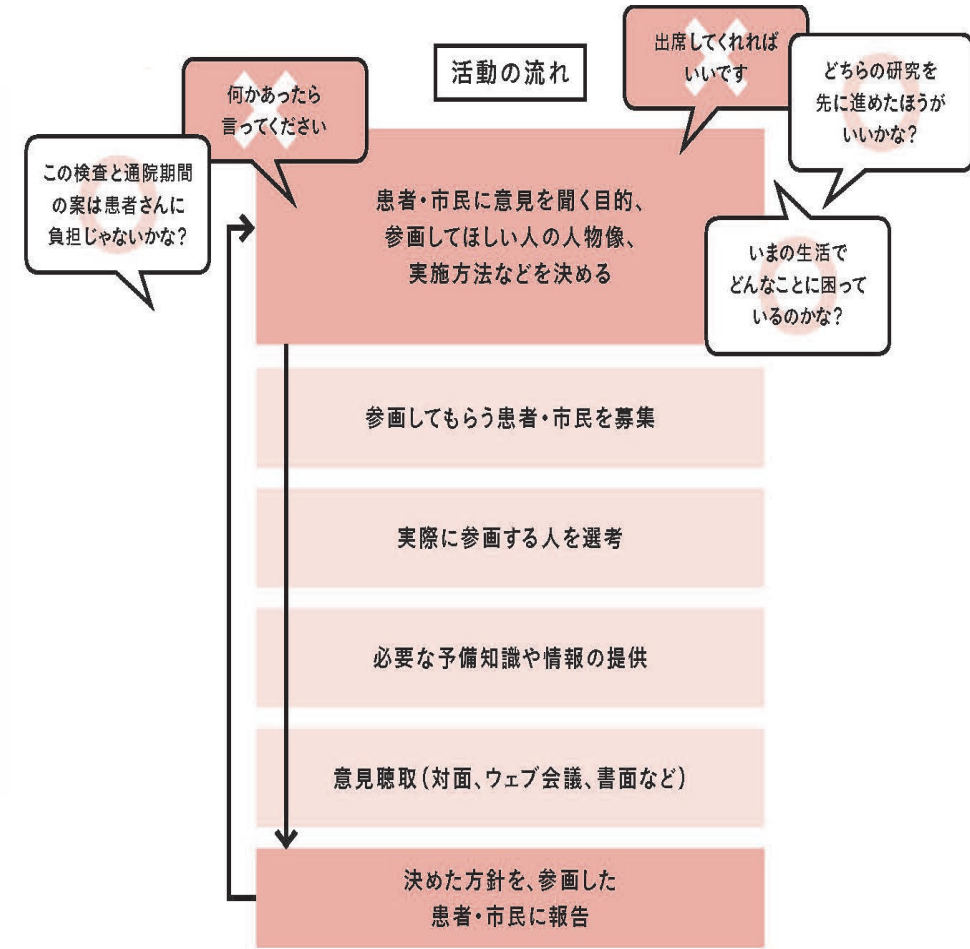 活動の流れ
何かあったら
言ってください
出席してくれれば
いいです
どちらの研究を
先に進めたほうが
いいかな？
この検査と通院期間
の案は患者さんに
負担じゃないかな？
いまの生活で
どんなことに困って
いるのかな？
患者・市民に意見を聞く目的、
参画してほしい人の人物像、
実施方法などを決める
参画してもらう患者・市民を募集
実際に参画する人を選考
必要な予備知識や情報の提供
意見聴取（対面、ウェブ会議、書面など）
決めた方針を、参画した
患者・市民に報告